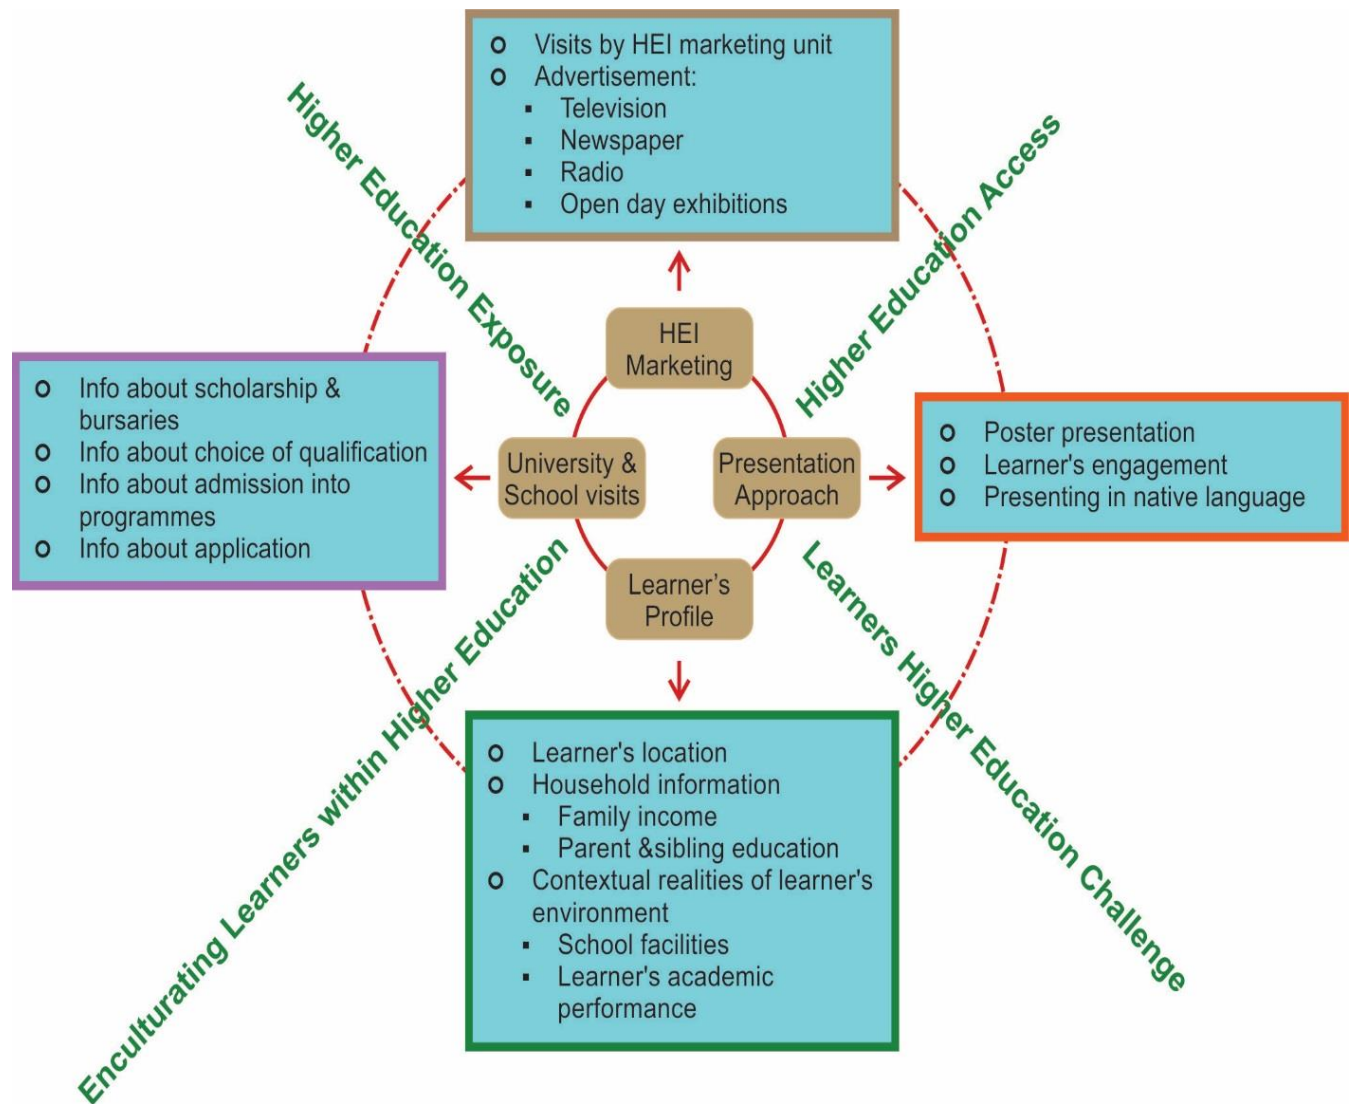 Visits by HEI marketing unit
Advertisement:
Television
Newspaper
Radio
Open day exhibitions
Higher Education Exposure
Higher Education Access
HEI
Marketing
Info about scholarship &
bursaries
Info about choice of qualification
Info about admission into
programmes
Info about application
University &
School visits
Presentation
Approach
Poster presentation
Learner's engagement
Presenting in native language
Learner’s
Profile
Enculturating Learners within Higher Education
Learners Higher Education Challenge
Learner's location
Household information
Family income
Parent &sibling education
Contextual realities of learner's
environment
School facilities
Learner's academic
performance